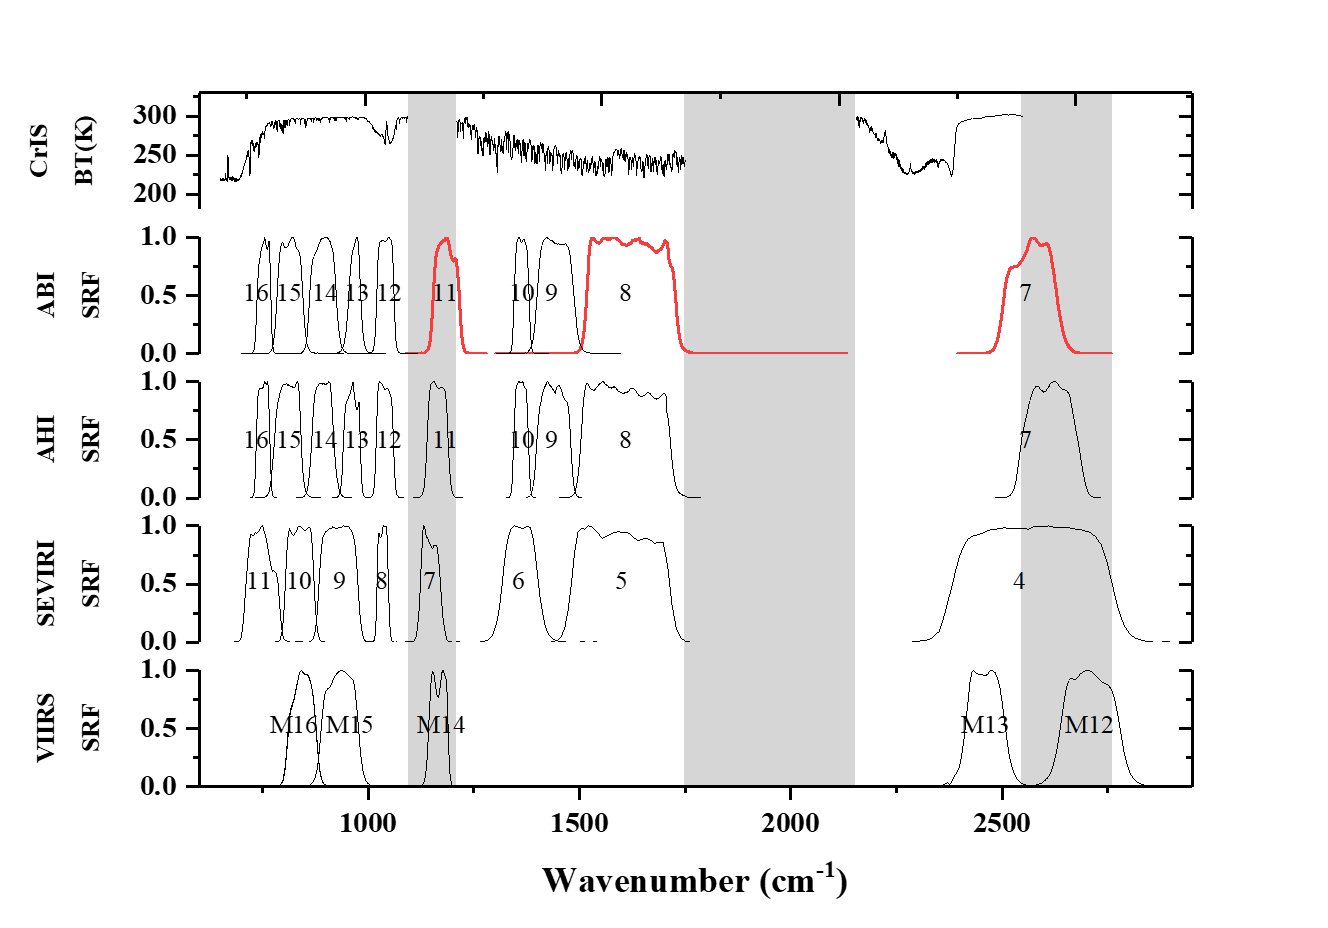 CrIS
BT(K)
300
250
200
ABI
SRF
1.0
0.5
0.0
16 15 14 13 12 11 10 9 8 7
AHI
SRF
1.0
0.5
0.0
16 15 14 13 12 11 10 9 8 7
SEVIRI
SRF
1.0
0.5
0.0
11 10 9 8 7 6 5 4
VIIRS
SRF
1.0
0.5
0.0
M16 M15 M14 M13 M12
1000 1500 2000 2500
Wavenumber (cm-1)